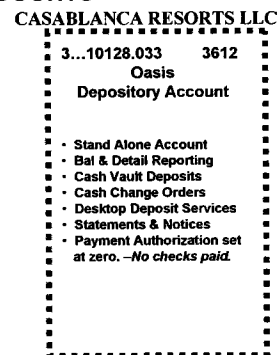 CASABLANCA RESORTS LLC
3...10128.033 3612
Oasis
Depository Account
· Stand Alone Account
· Bal & Detail Reporting
· Cash Vault Deposits
· Cash Change Orders
· Desktop Deposit Services
· Statements & Notices
· Payment Authorization set
at zero. –No checks paid.